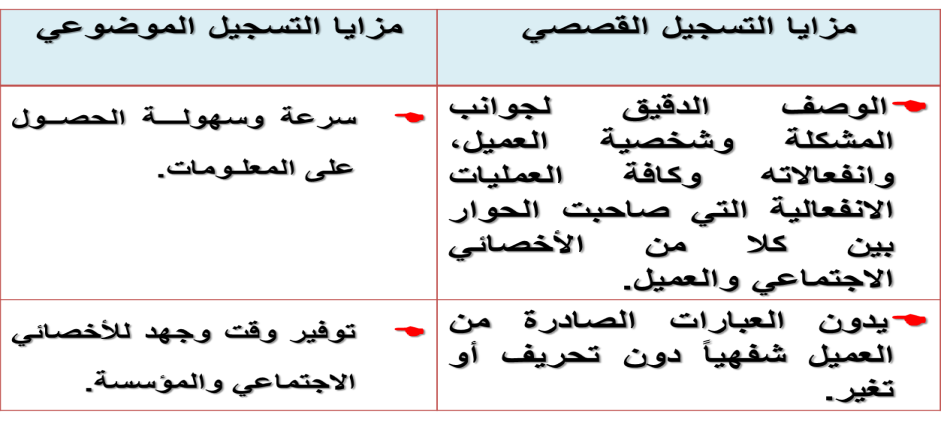 مزايا التسجيل القصصي
مزايا التسجيل الموضوعي
الوصف الدقيق لجوانب
المشكلة وشخصية العميل،
وانفعالاته وكافة العمليات
الانفعالية التي صاحبت الحوار
بين كلا من الأخصائي
الاجتماعي والعميل.
سرعة وسهولة الحصول
على المعلومات.
يدون العبارات الصادرة من
العميل شفهياً دون تحريف أو
تغير.
توفير وقت وجهد للأخصائي
الاجتماعي والمؤسسة.